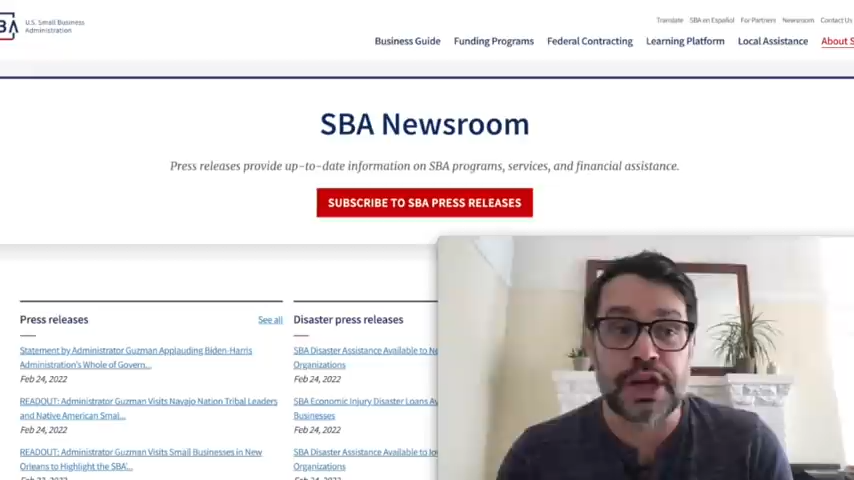 U.S. Small Business
Administration
Translate SBA en Español For Partners Newsroom Contact Us
Business Guide Funding Programs Federal Contracting Learning Platform Local Assistance About S
SBA Newsroom
Press releases provide up-to-date information on SBA programs, services, and financial assistance.
SUBSCRIBE TO SBA PRESS RELEASES
Press releases See all
Statement by Administrator Guzman Applauding Biden-Harris
Administration's Whole of Govern...
Feb 24, 2022
READOUT: Administrator Guzman Visits Navajo Nation Tribal Leaders
and Native American Smal...
Feb 24, 2022
READOUT: Administrator Guzman Visits Small Businesses in New
Orleans to Highlight the SBA'...
Disaster press releases
SBA Disaster Assistance Available to
Organizations
Feb 24, 2022
SBA Economic Injury Disaster Loans
Businesses
Feb 24, 2022
SBA Disaster Assistance Available to
Organizations